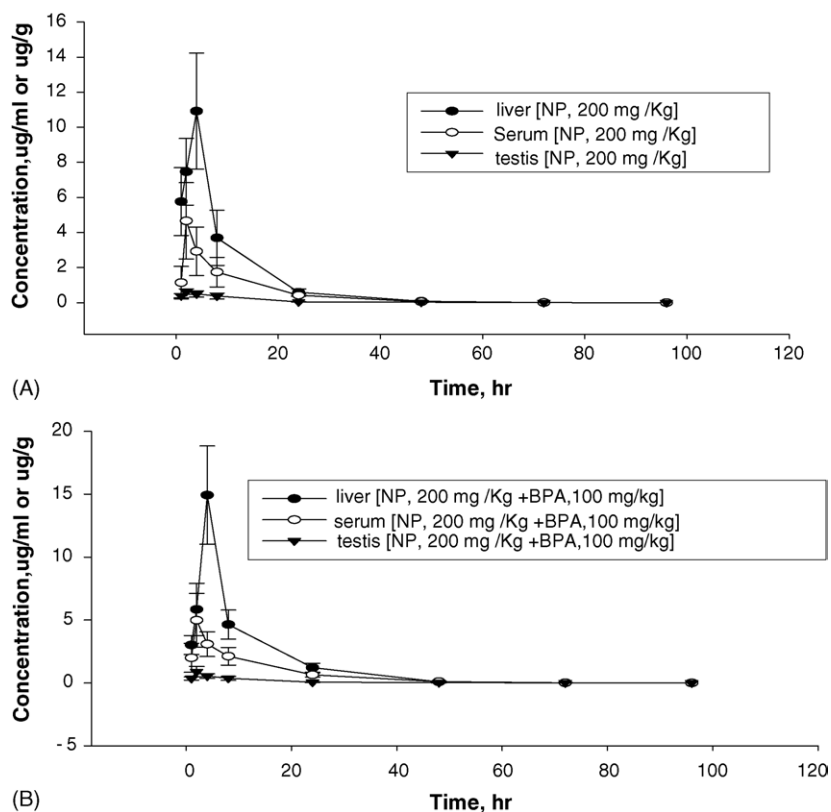 16
14
12
10
8
6
4
2
0
Concentration,ug/ml or ug/g
liver [NP, 200 mg /Kg]
Serum [NP, 200 mg /Kg]
testis [NP, 200 mg /Kg]
0 20 40 60 80 100 120
(A)
Time, hr
20
15
10
5
0
- 5
Concentration,ug/ml or ug/g
liver [NP, 200 mg /Kg +BPA,100 mg/kg]
serum [NP, 200 mg /Kg +BPA,100 mg/kg]
testis [NP, 200 mg /Kg +BPA,100 mg/kg]
0 20 40 60 80 100 120
(B)
Time, hr